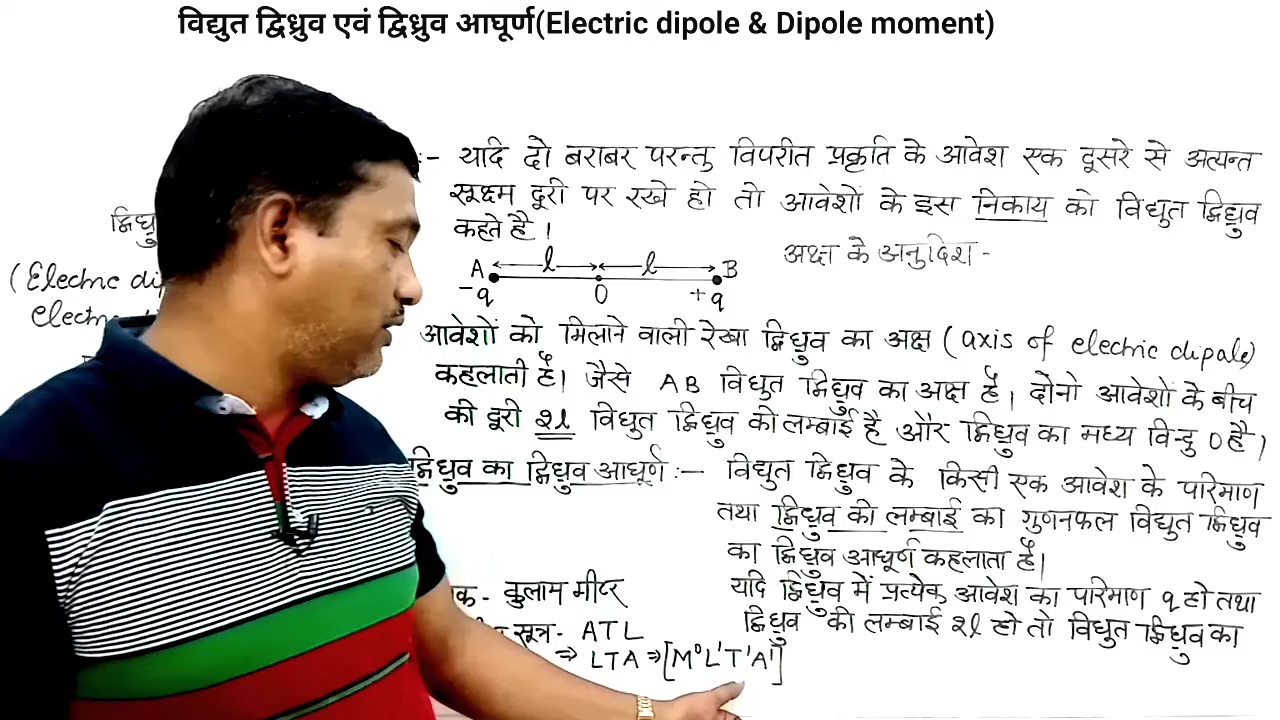 विद्युत द्विध्रुव एवं द्विध्रुव आघूर्ण(Electric dipole & Dipole moment)
:- यदि दो बराबर परन्तु विपरीत प्रकृति के आवेश एक दूसरे से अत्यन्त
सूक्ष्म दूरी पर रखे हो तो आवेशों के इस निकाय को विद्युत द्विध्रुव
कहते है।
अक्ष के अनुदिश -
A l l B
-q O +q
(Electric
आवेशों को मिलाने वाली रेखा द्विध्रुव का अक्ष (axis of electric dipole)
कहलाती है। जैसे AB विद्युत द्विध्रुव का अक्ष है। दोनो आवेशों के बीच
की दूरी 2l विद्युत द्विध्रुव की लम्बाई है और द्विध्रुव का मध्य विन्दु O है।
द्विध्रुव का द्विध्रुव आघूर्ण :- विद्युत द्विध्रुव के किसी एक आवेश के परिमाण
तथा द्विध्रुव की लम्बाई का गुणनफल विद्युत द्विध्रुव
का द्विध्रुव आघूर्ण कहलाता है।
यदि द्विध्रुव में प्रत्येक आवेश का परिमाण q हो तथा
द्विध्रुव की लम्बाई 2l हो तो विद्युत द्विध्रुव का
क - कुलाम मीटर
सूत्र- ATL
⇒ LTA ⇒ [M⁰L¹T¹A¹]